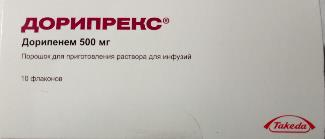 ДОРИПРЕКС®
Дорипенем 500 мг
Порошок для приготовления раствора для инфузий
10 флаконов
Takeda